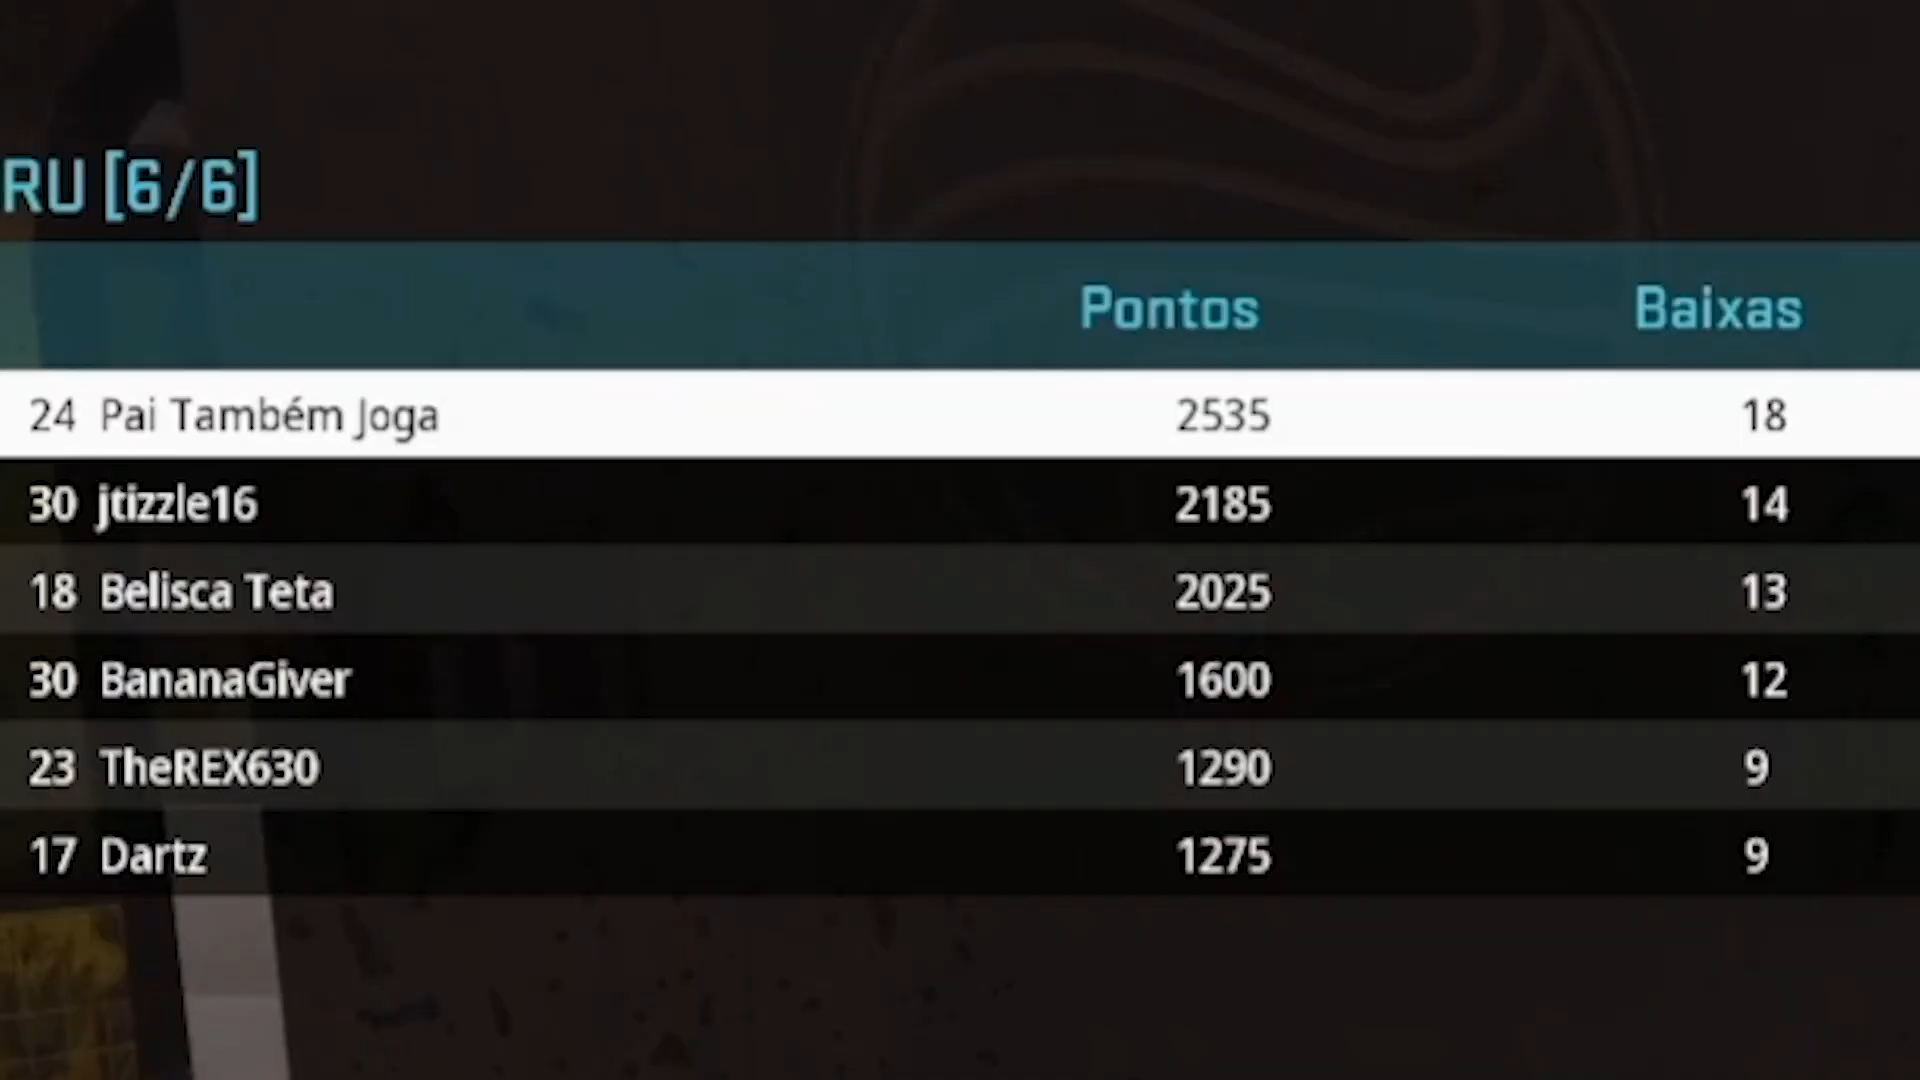 RU [6/6]
Pontos Baixas
24 Pai Também Joga 2535 18
30 jtizzle16 2185 14
18 Belisca Teta 2025 13
30 BananaGiver 1600 12
23 TheREX630 1290 9
17 Dartz 1275 9